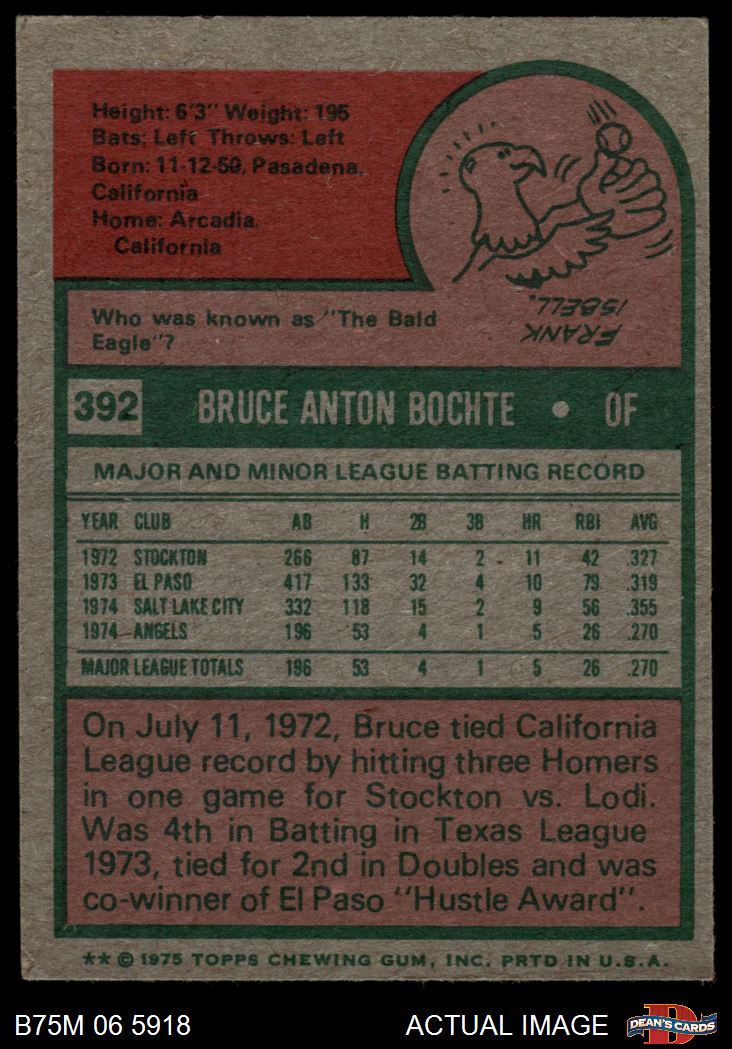 Height: 6'3" Weight: 195
Bats: Left Throws: Left
Born: 11-12-50, Pasadena,
California
Home: Arcadia,
California
Who was known as "The Bald
Eagle"?
FRANK
ISBELL.
392 BRUCE ANTON BOCHTE • OF
MAJOR AND MINOR LEAGUE BATTING RECORD
YEAR CLUB AB H 2B 3B HR RBI AVG
1972 STOCKTON 266 87 14 2 11 42 .327
1973 EL PASO 417 133 32 4 10 79 .319
1974 SALT LAKE CITY 332 118 15 2 9 56 .355
1974 ANGELS 196 53 4 1 5 26 .270
MAJOR LEAGUE TOTALS 196 53 4 1 5 26 .270
On July 11, 1972, Bruce tied California
League record by hitting three Homers
in one game for Stockton vs. Lodi.
Was 4th in Batting in Texas League
1973, tied for 2nd in Doubles and was
co-winner of El Paso "Hustle Award".
** © 1975 TOPPS CHEWING GUM, INC. PRTD IN U.S.A.
B75M 06 5918 ACTUAL IMAGE DEAN'S CARDS